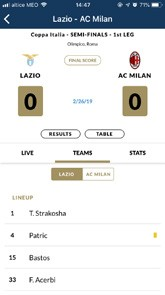 altice MEO 14:47
Lazio - AC Milan
Coppa Italia - SEMI-FINALS - 1st LEG
Olimpico, Roma
FINAL SCORE
LAZIO AC MILAN
0 2/26/19 0
RESULTS TABLE
LIVE TEAMS STATS
LAZIO AC MILAN
LINEUP
1 T. Strakosha
4 Patric
15 Bastos
33 F. Acerbi